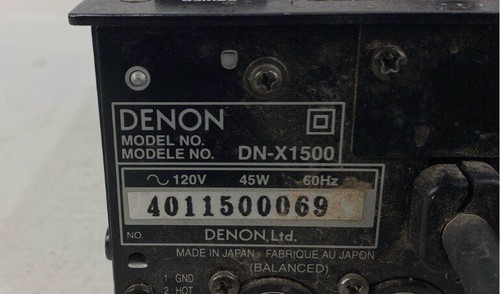 DENON
MODEL NO.
MODELE NO. DN-X1500
120V 45W 60Hz
4011500069
NO. DENON, Ltd.
MADE IN JAPAN · FABRIQUE AU JAPON
(BALANCED)
1 : GND
2 : HOT